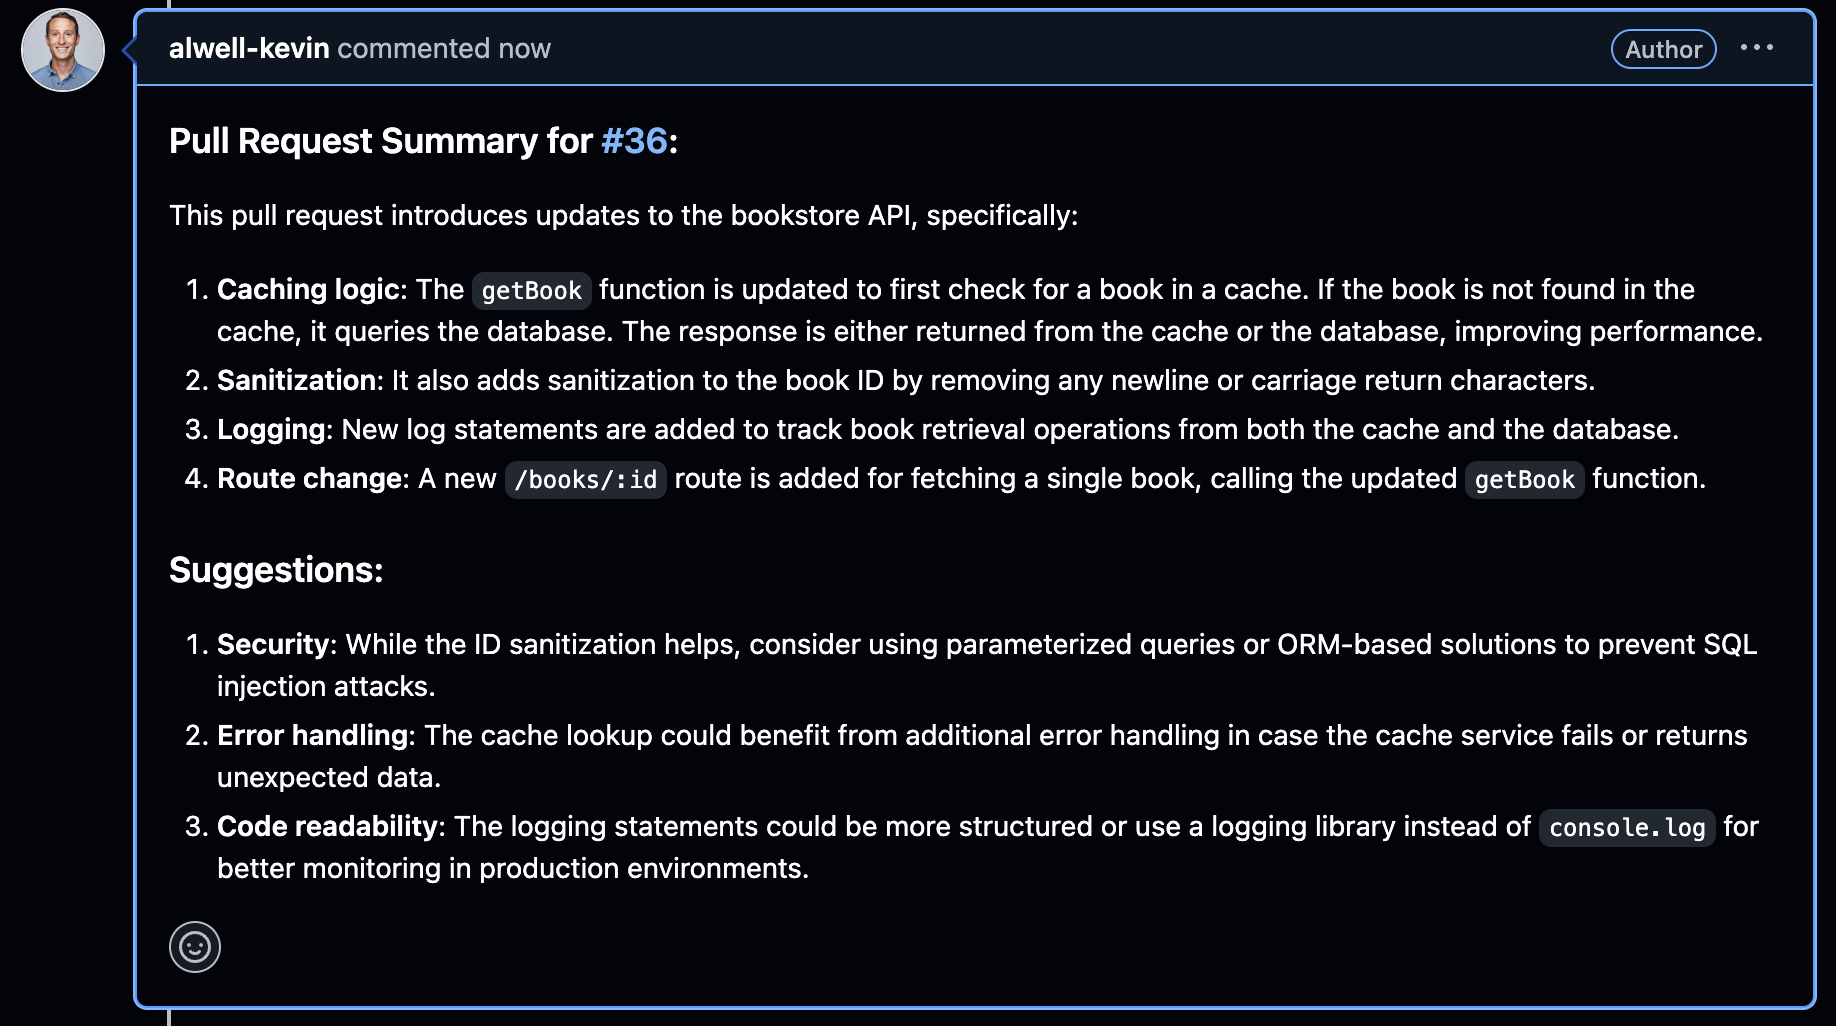 alwell-kevin commented now
Author
Pull Request Summary for #36:
This pull request introduces updates to the bookstore API, specifically:
1. Caching logic: The getBook function is updated to first check for a book in a cache. If the book is not found in the
cache, it queries the database. The response is either returned from the cache or the database, improving performance.
2. Sanitization: It also adds sanitization to the book ID by removing any newline or carriage return characters.
3. Logging: New log statements are added to track book retrieval operations from both the cache and the database.
4. Route change: A new /books/:id route is added for fetching a single book, calling the updated getBook function.
Suggestions:
1. Security: While the ID sanitization helps, consider using parameterized queries or ORM-based solutions to prevent SQL
injection attacks.
2. Error handling: The cache lookup could benefit from additional error handling in case the cache service fails or returns
unexpected data.
3. Code readability: The logging statements could be more structured or use a logging library instead of console.log for
better monitoring in production environments.